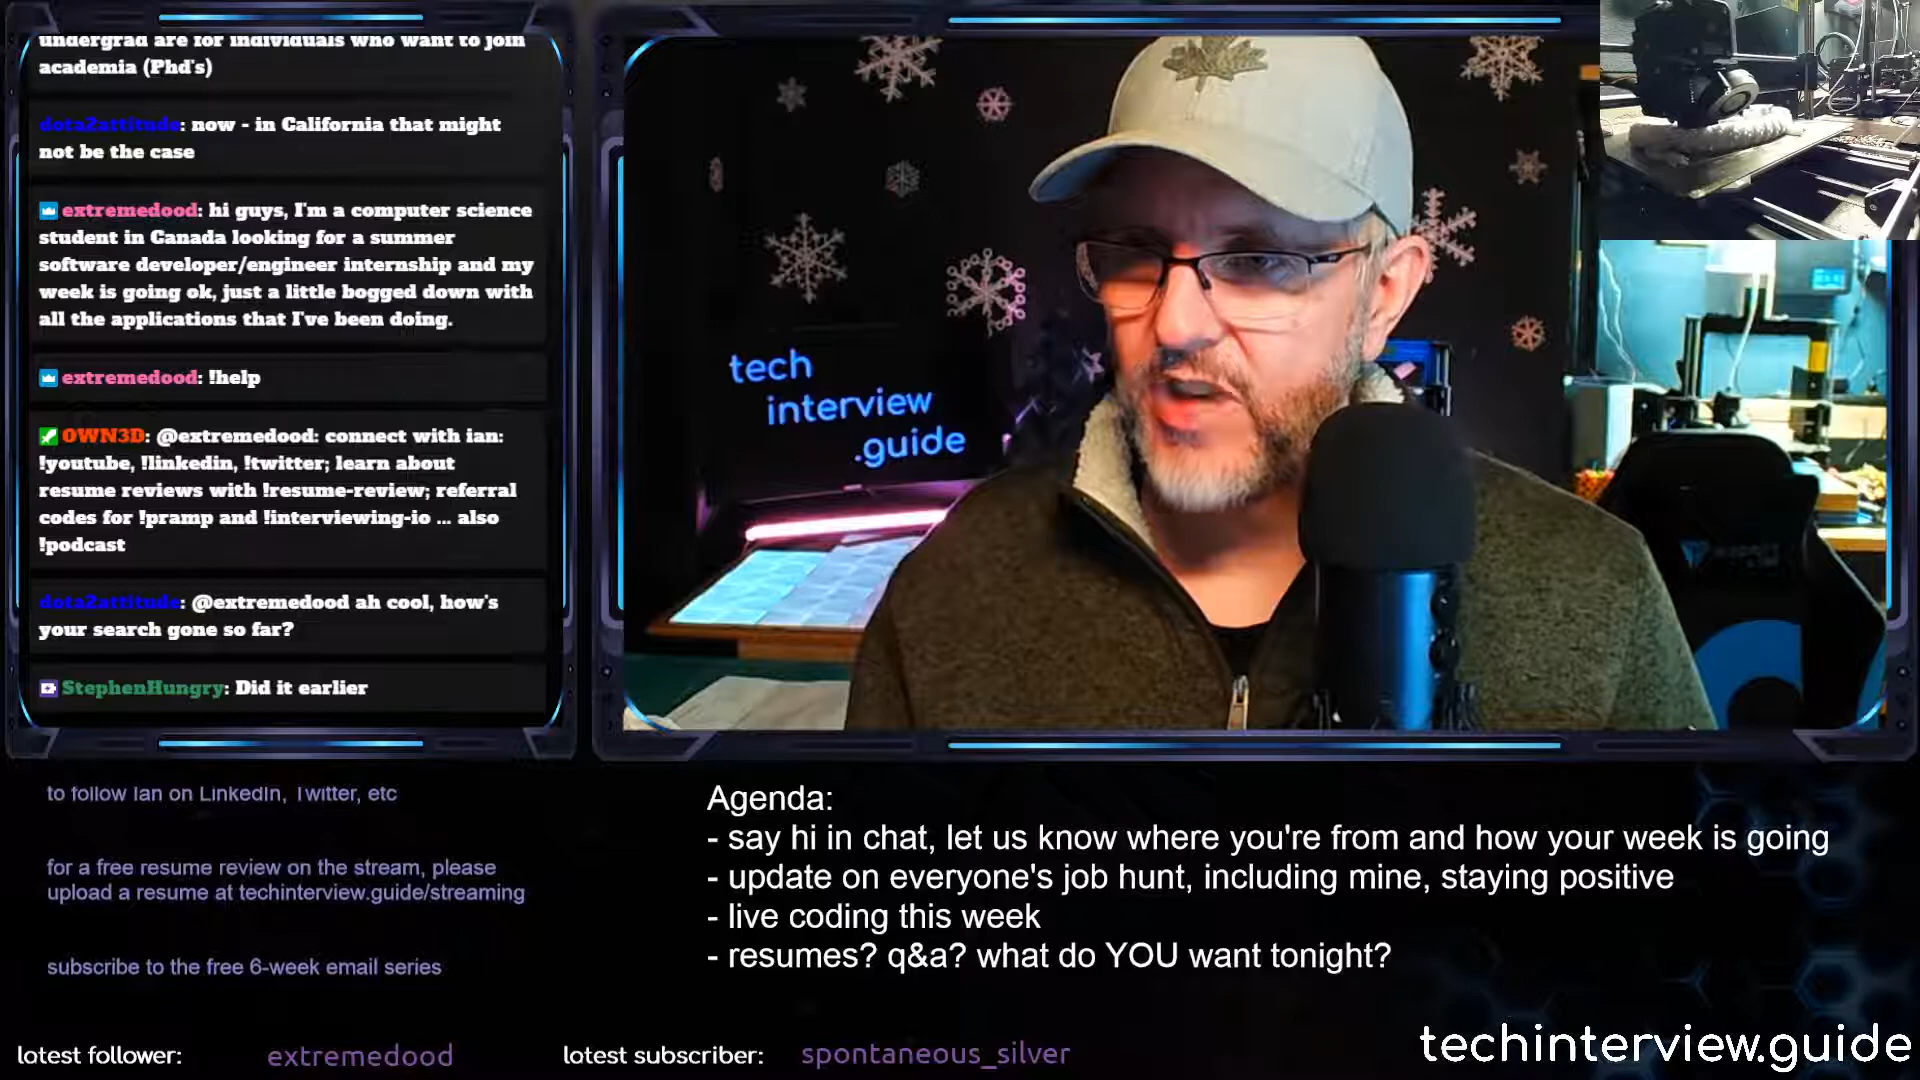 undergrad are for individuals who want to join
academia (Phd's)
dota2attitude: now - in California that might
not be the case
extremedood: hi guys, I'm a computer science
student in Canada looking for a summer
software developer/engineer internship and my
week is going ok, just a little bogged down with
all the applications that I've been doing.
extremedood: !help
OWN3D: @extremedood: connect with ian:
!youtube, !linkedin, !twitter; learn about
resume reviews with !resume-review; referral
codes for !pramp and !interviewing-io ... also
!podcast
dota2attitude: @extremedood ah cool, how's
your search gone so far?
StephenHungry: Did it earlier
tech
interview
.guide
to follow Ian on LinkedIn, Twitter, etc
for a free resume review on the stream, please
upload a resume at techinterview.guide/streaming
subscribe to the free 6-week email series
Agenda:
- say hi in chat, let us know where you're from and how your week is going
- update on everyone's job hunt, including mine, staying positive
- live coding this week
- resumes? q&a? what do YOU want tonight?
latest follower: extremedood
latest subscriber: spontaneous_silver
techinterview.guide